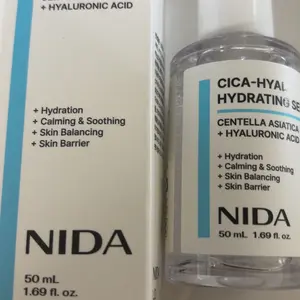 + HYALURONIC ACID
+ Hydration
+ Calming & Soothing
+ Skin Balancing
+ Skin Barrier
NIDA
50 mL
1.69 fl. oz.
CICA-HYAL
HYDRATING SE
CENTELLA ASIATICA
+ HYALURONIC ACID
+ Hydration
+ Calming & Soothing
+ Skin Balancing
+ Skin Barrier
NIDA
50 mL 1.69 fl. oz.